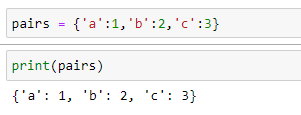 pairs = {'a':1,'b':2,'c':3}
print(pairs)
{'a': 1, 'b': 2, 'c': 3}